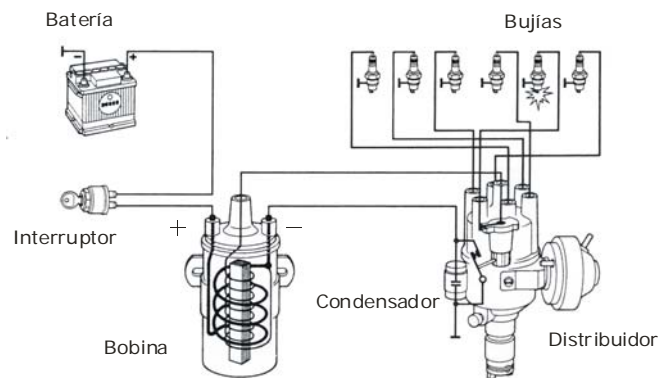 Batería
Bujías
− +
Interruptor
+ −
Condensador
Bobina
Distribuidor